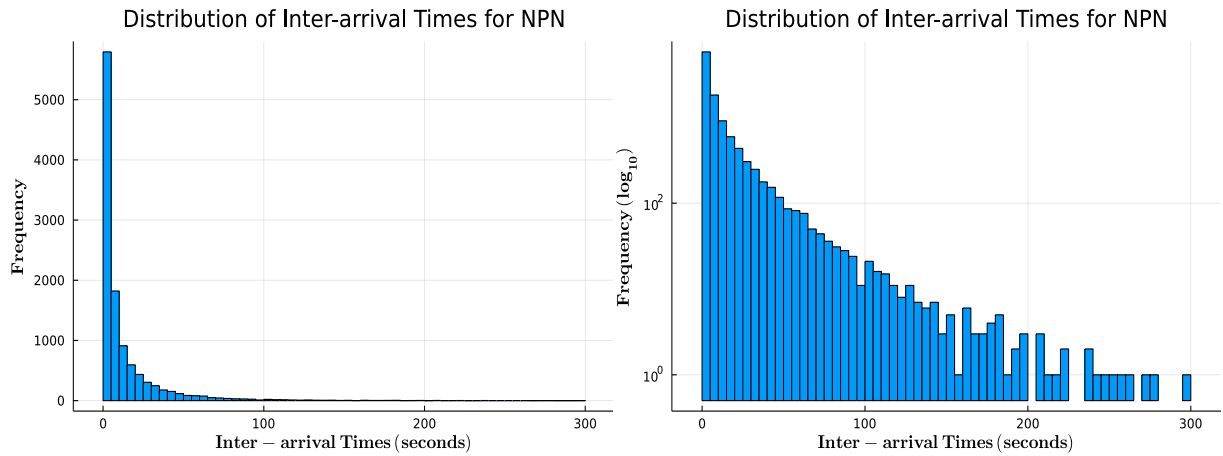 Distribution of Inter-arrival Times for NPN
Frequency
5000
4000
3000
2000
1000
0
0 100 200 300
Inter − arrival Times (seconds)
Distribution of Inter-arrival Times for NPN
Frequency (log₁₀)
10²
10⁰
0 100 200 300
Inter − arrival Times (seconds)